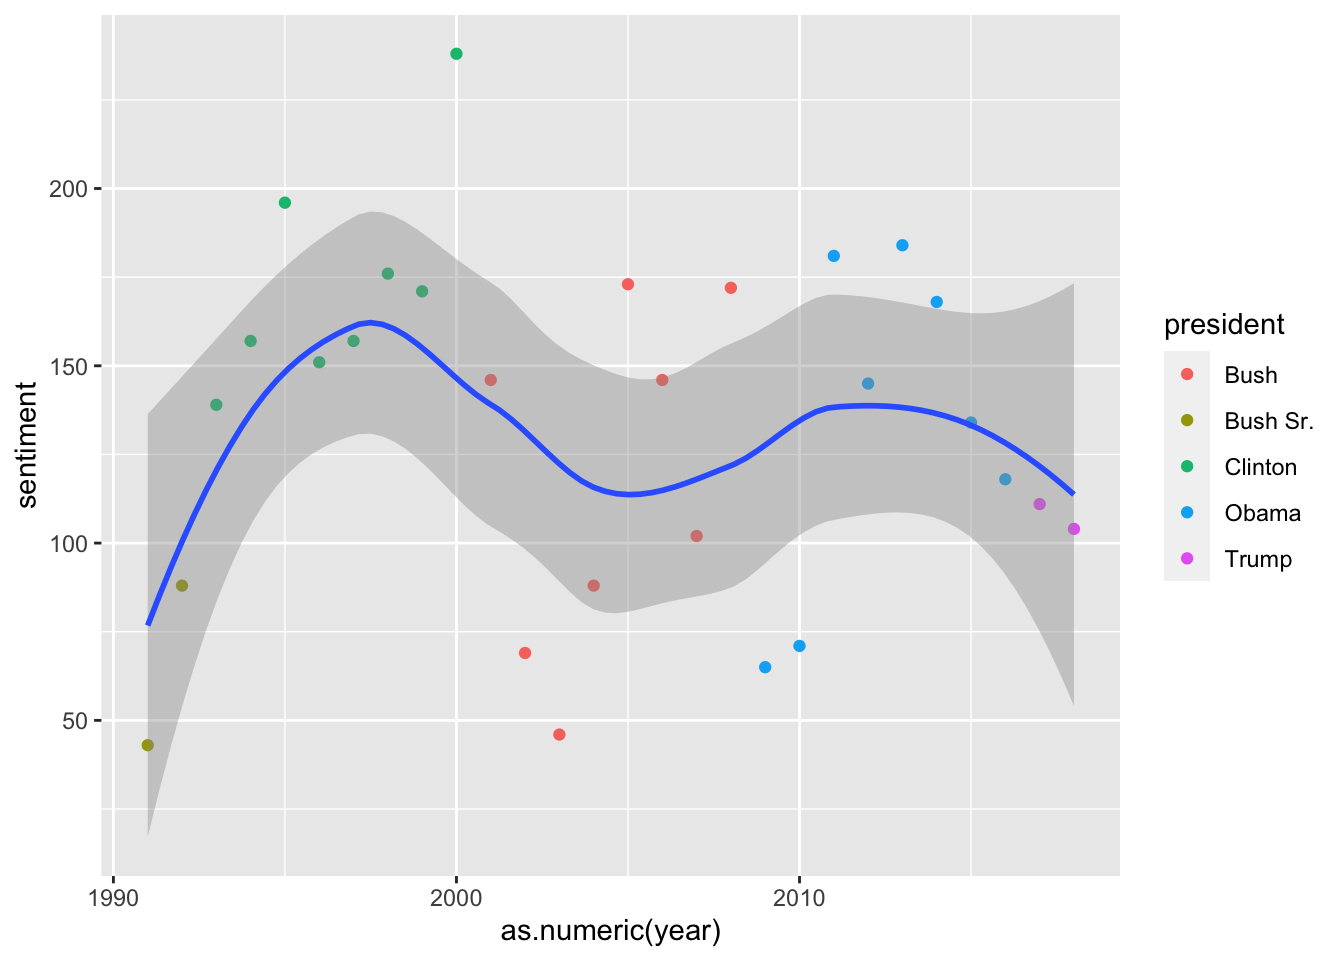 200
150
100
50
sentiment
1990
2000
2010
as.numeric(year)
president
Bush
Bush Sr.
Clinton
Obama
Trump